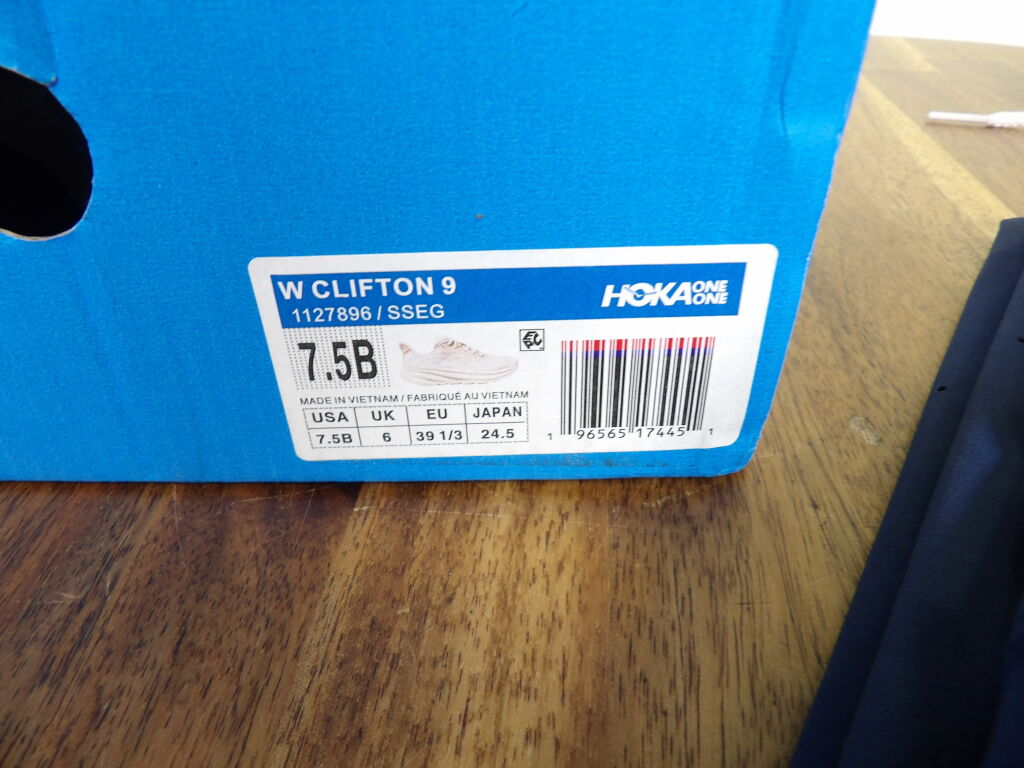 W CLIFTON 9
1127896 / SSEG
HOKA ONE ONE
7.5B
MADE IN VIETNAM / FABRIQUÉ AU VIETNAM
USA UK EU JAPAN
7.5B 6 39 1/3 24.5
1 96565 17445 1